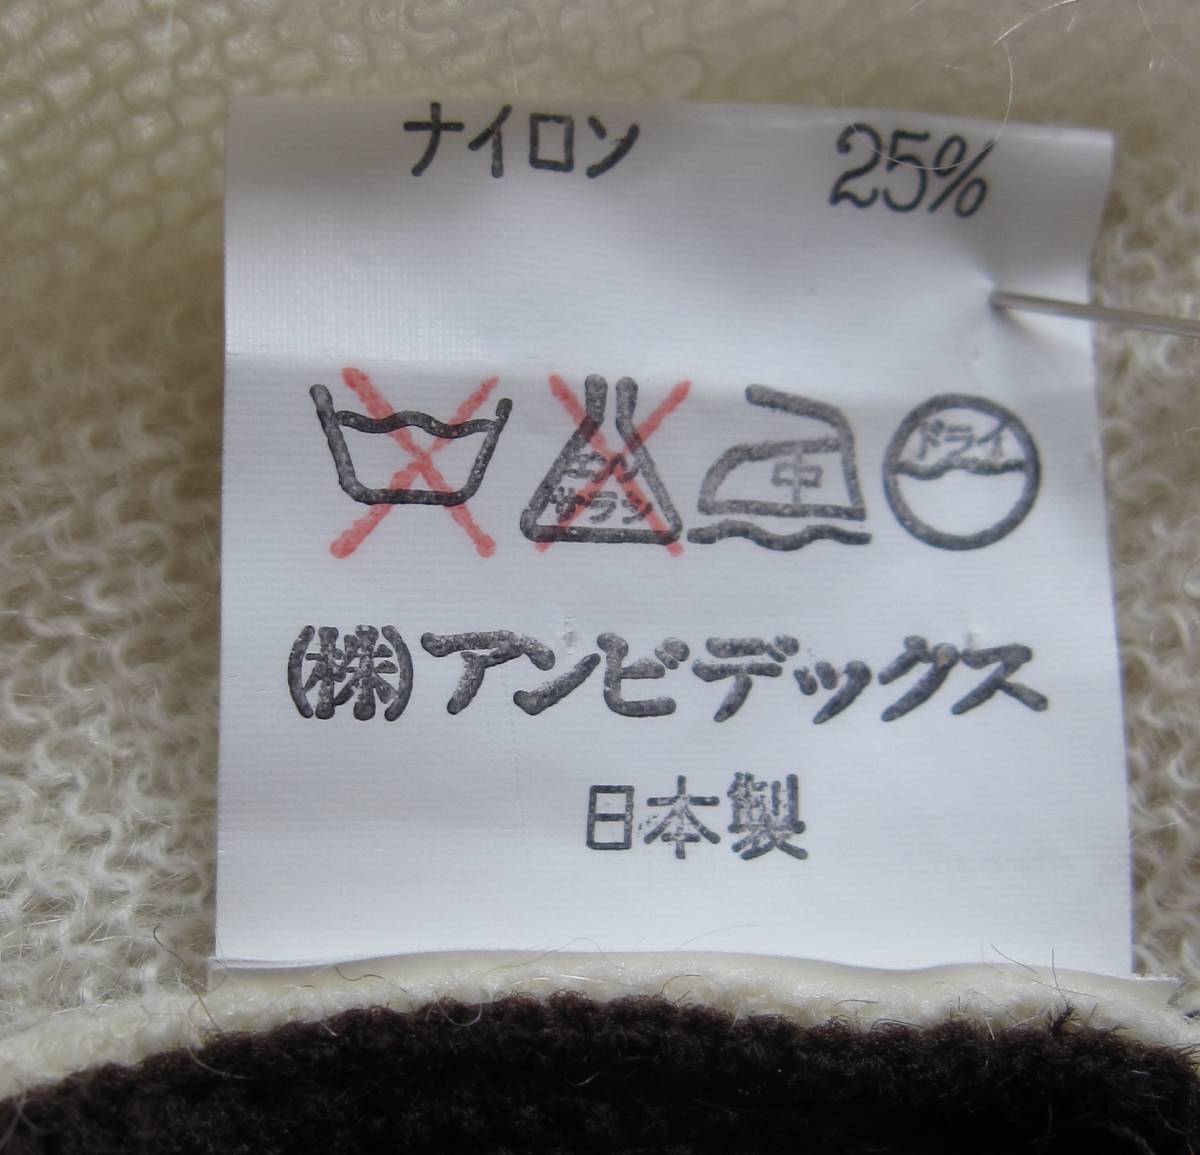 ナイロン 25%
エンソサラシ 中 ドライ
㈱アンビデックス
日本製